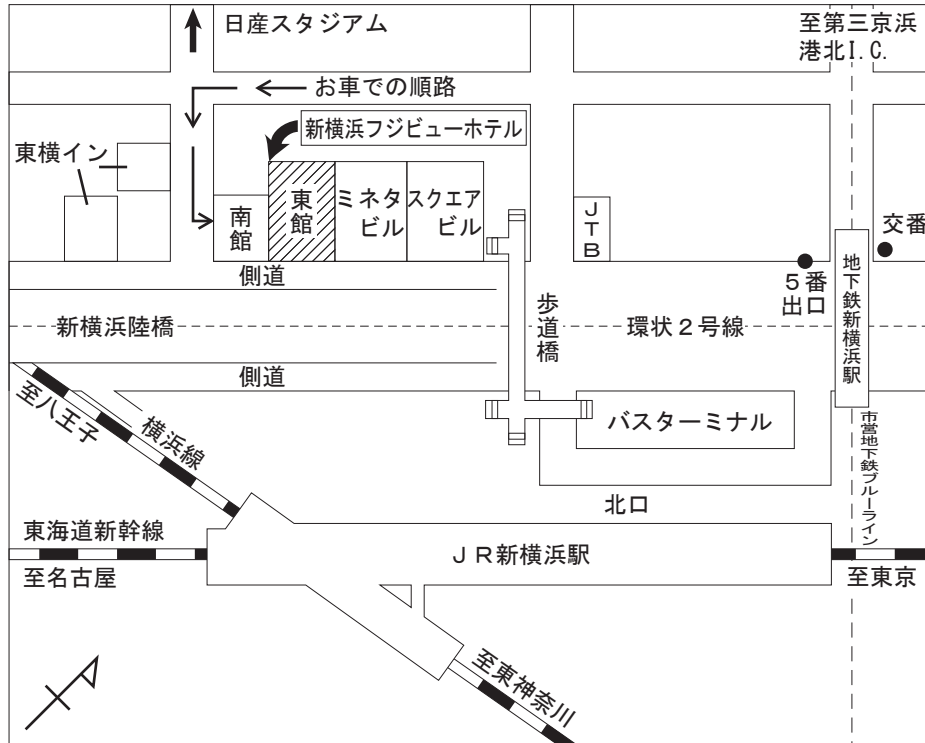 日産スタジアム
至第三京浜
港北I.C.
お車での順路
新横浜フジビューホテル
東横イン
南館
東館
ミネタ
ビル
スクエア
ビル
JTB
交番
5番
出口
地下鉄新横浜駅
側道
新横浜陸橋
歩道橋
環状2号線
側道
至八王子
横浜線
バスターミナル
市営地下鉄ブルーライン
北口
東海道新幹線
JR新横浜駅
至名古屋
至東京
至東神奈川